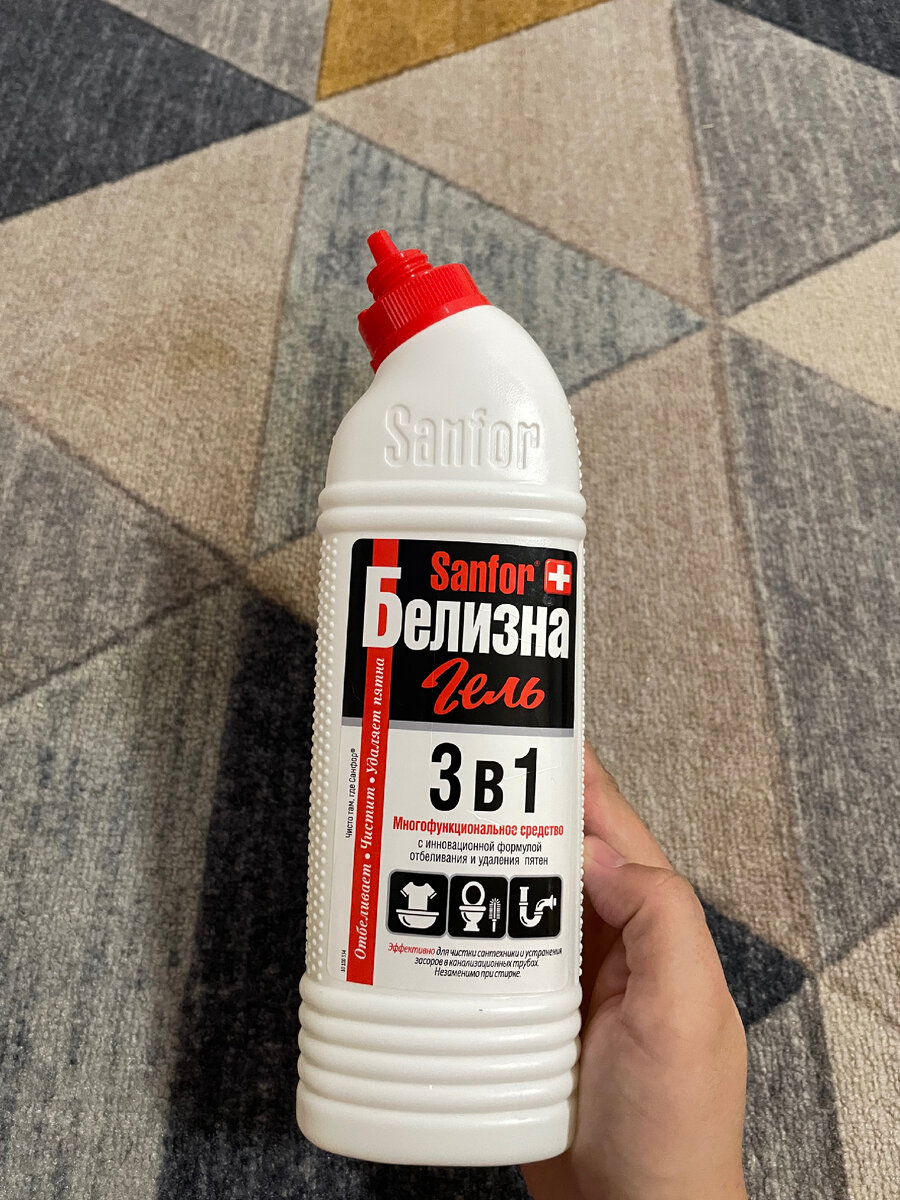 Sanfor
Sanfor®
Белизна
Гель
3 в 1
Многофункциональное средство
с инновационной формулой
отбеливания и удаления пятен
Эффективно для чистки сантехники и устранения
засоров в канализационных трубах.
Незаменимо при стирке.
Отбеливает • Чистит • Удаляет пятна
Чисто там, где Санфор®